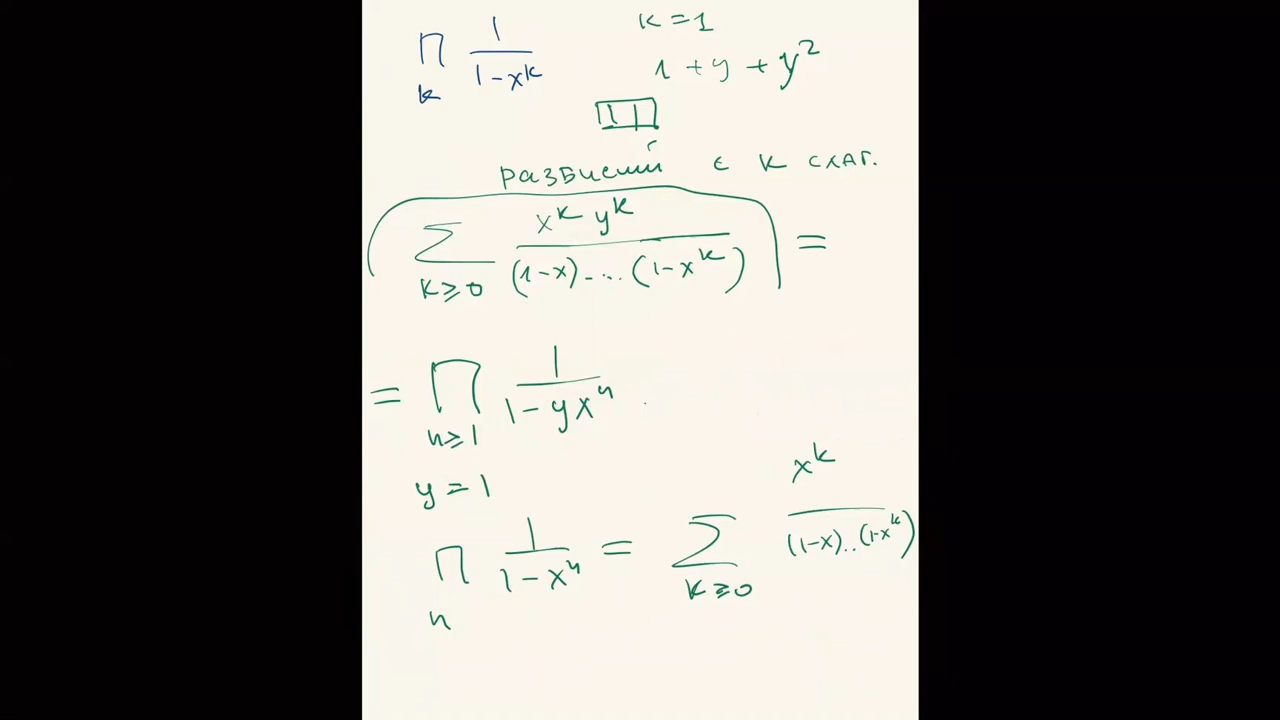 ∏ 1/(1-x^k) k=1
k 1+y+y²
разбиений с k слаг.
∑ x^k y^k / ((1-x)-...(1-x^k)) =
k≥0
= ∏ 1/(1-yx^n)
n≥1
y=1
∏ 1/(1-x^n) = ∑ x^k/((1-x)..(1-x^k))
n k≥0